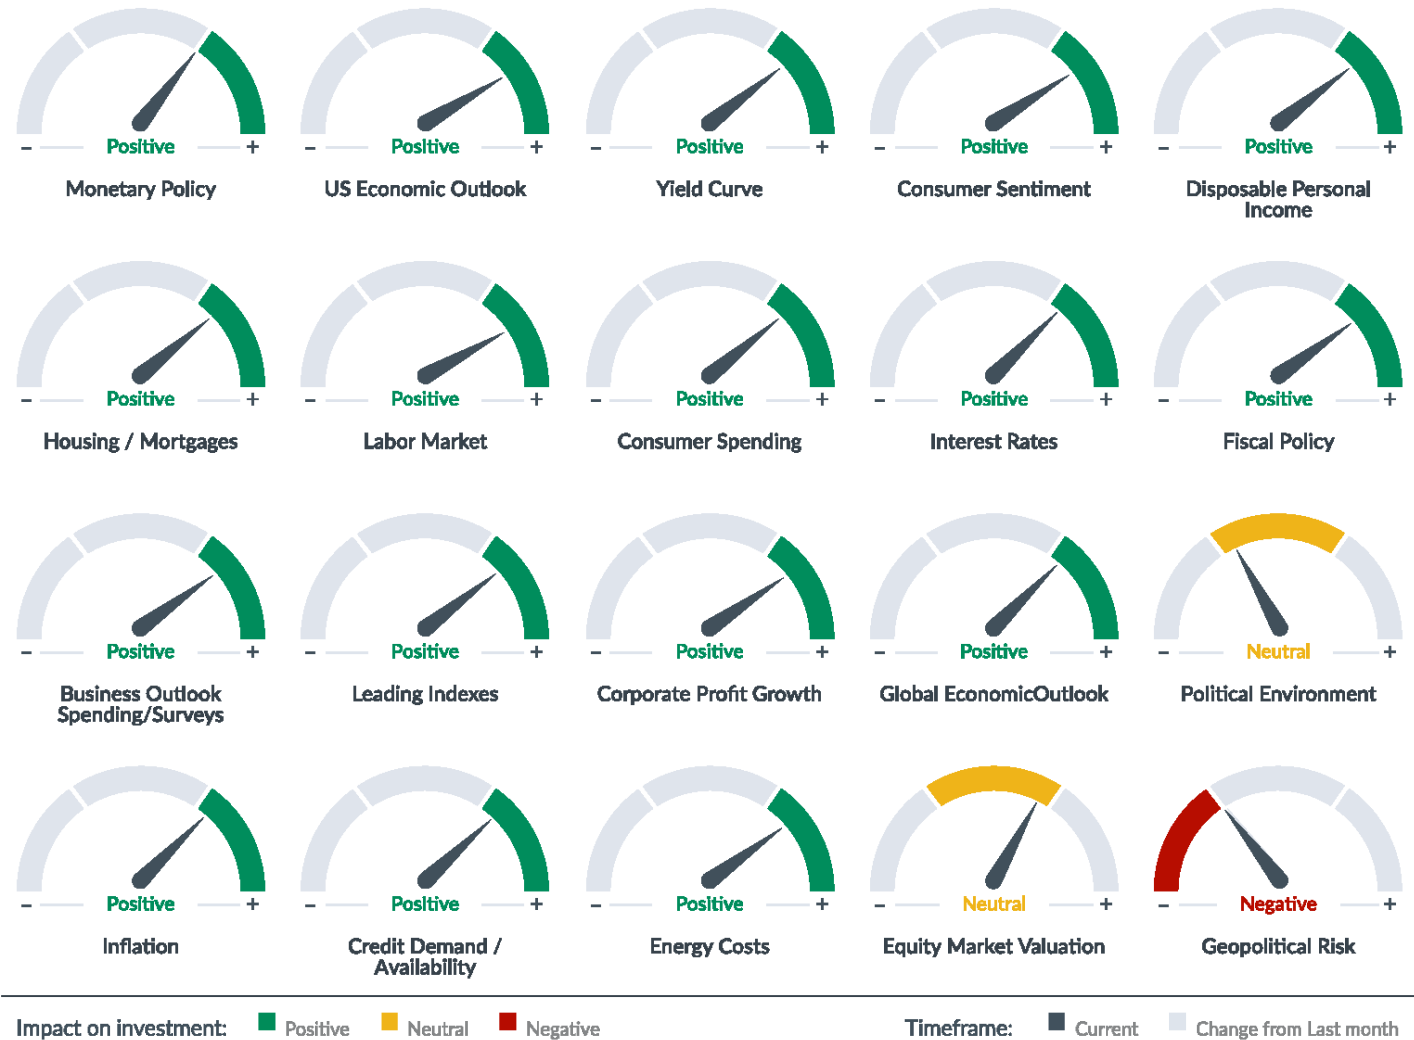 - Positive +
- Positive +
- Positive +
- Positive +
- Positive +
Monetary Policy
US Economic Outlook
Yield Curve
Consumer Sentiment
Disposable Personal
Income
- Positive +
- Positive +
- Positive +
- Positive +
- Positive +
Housing / Mortgages
Labor Market
Consumer Spending
Interest Rates
Fiscal Policy
- Positive +
- Positive +
- Positive +
- Positive +
- Neutral +
Business Outlook
Spending/Surveys
Leading Indexes
Corporate Profit Growth
Global EconomicOutlook
Political Environment
- Positive +
- Positive +
- Positive +
- Neutral +
- Negative +
Inflation
Credit Demand /
Availability
Energy Costs
Equity Market Valuation
Geopolitical Risk
Impact on investment: Positive Neutral Negative
Timeframe: Current Change from Last month